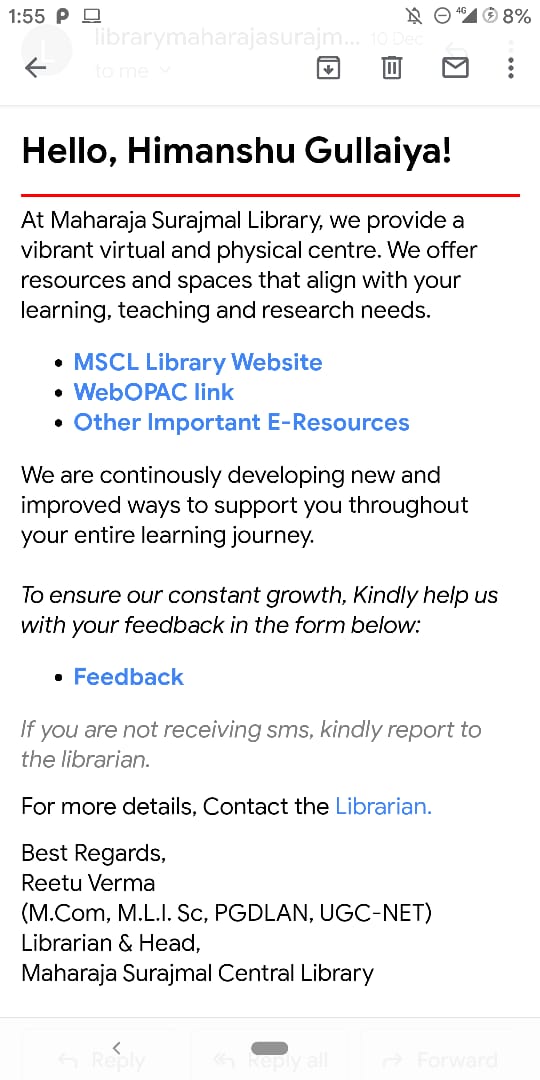 1:55 P 4G 8%
L librarymaharajasurajm... 10 Dec
to me
Hello, Himanshu Gullaiya!
At Maharaja Surajmal Library, we provide a
vibrant virtual and physical centre. We offer
resources and spaces that align with your
learning, teaching and research needs.
• MSCL Library Website
• WebOPAC link
• Other Important E-Resources
We are continously developing new and
improved ways to support you throughout
your entire learning journey.
To ensure our constant growth, Kindly help us
with your feedback in the form below:
• Feedback
If you are not receiving sms, kindly report to
the librarian.
For more details, Contact the Librarian.
Best Regards,
Reetu Verma
(M.Com, M.L.I. Sc, PGDLAN, UGC-NET)
Librarian & Head,
Maharaja Surajmal Central Library
Reply Reply all Forward